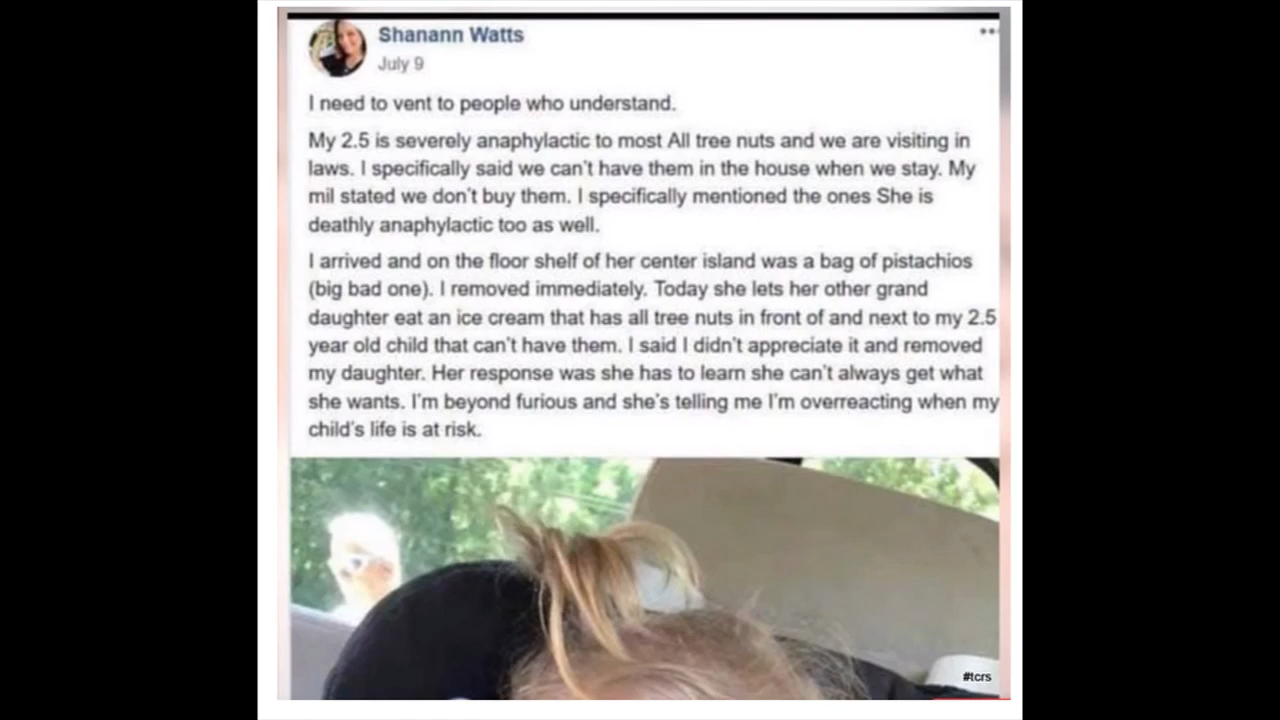 Shanann Watts
July 9
I need to vent to people who understand.
My 2.5 is severely anaphylactic to most All tree nuts and we are visiting in
laws. I specifically said we can't have them in the house when we stay. My
mil stated we don't buy them. I specifically mentioned the ones She is
deathly anaphylactic too as well.
I arrived and on the floor shelf of her center island was a bag of pistachios
(big bad one). I removed immediately. Today she lets her other grand
daughter eat an ice cream that has all tree nuts in front of and next to my 2.5
year old child that can't have them. I said I didn't appreciate it and removed
my daughter. Her response was she has to learn she can't always get what
she wants. I'm beyond furious and she's telling me I'm overreacting when my
child's life is at risk.
#tcrs